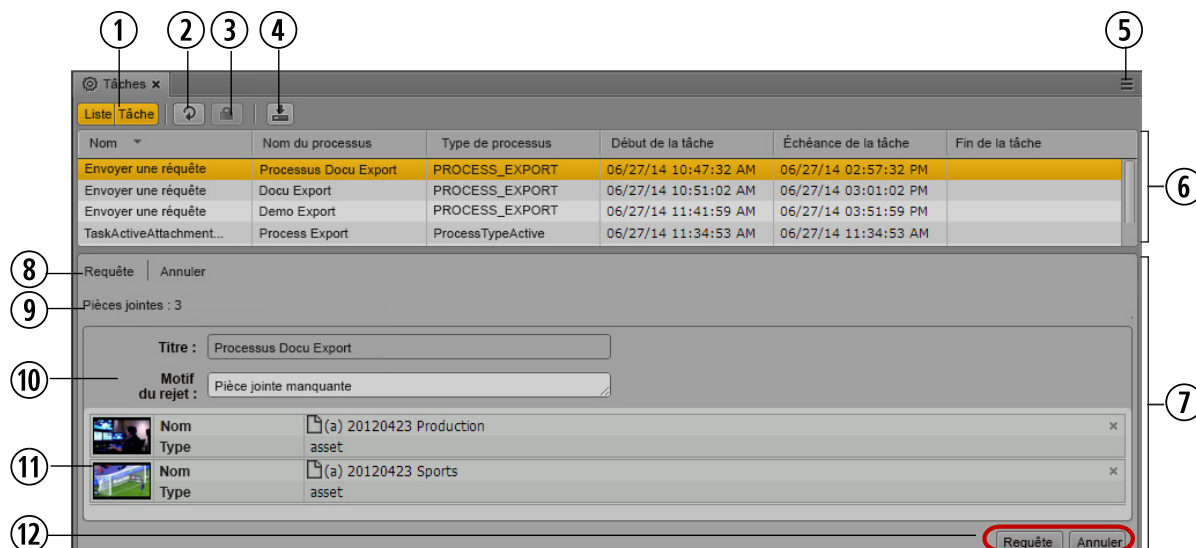 1 2 3 4 5
Tâches
Liste Tâche
Nom Nom du processus Type de processus Début de la tâche Échéance de la tâche Fin de la tâche
Envoyer une réquête Processus Docu Export PROCESS_EXPORT 06/27/14 10:47:32 AM 06/27/14 02:57:32 PM
6
Envoyer une réquête Docu Export PROCESS_EXPORT 06/27/14 10:51:02 AM 06/27/14 03:01:02 PM
Envoyer une réquête Demo Export PROCESS_EXPORT 06/27/14 11:41:59 AM 06/27/14 03:51:59 PM
TaskActiveAttachment... Process Export ProcessTypeActive 06/27/14 11:34:53 AM 06/27/14 11:34:53 AM
8 Requête Annuler
9 Pièces jointes : 3
Titre : Processus Docu Export
10 Motif du rejet : Pièce jointe manquante
7
Nom (a) 20120423 Production
Type asset
11 Nom (a) 20120423 Sports
Type asset
12 Requête Annuler